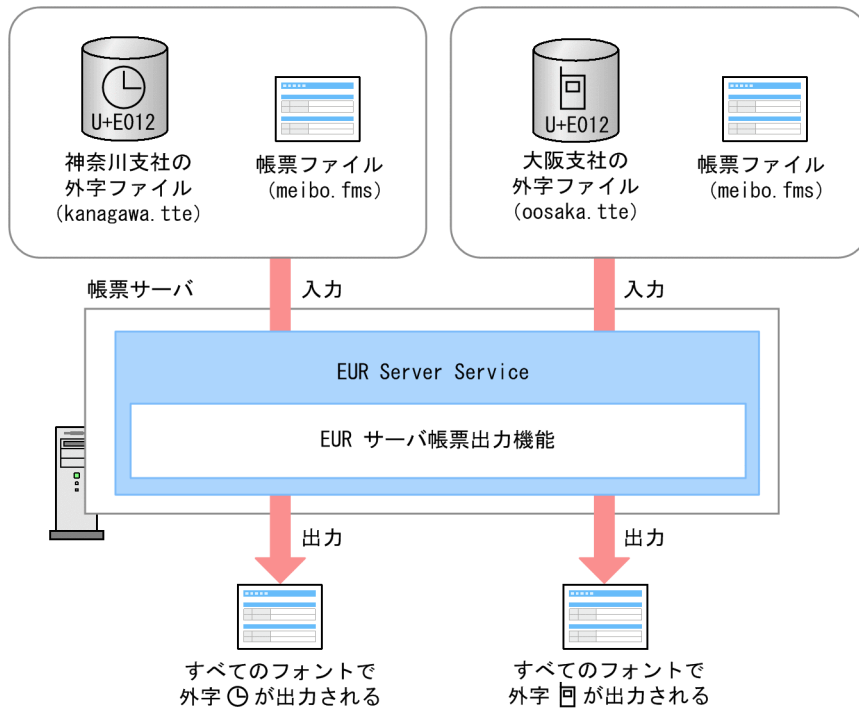 U+E012
神奈川支社の
外字ファイル
(kanagawa.tte)
帳票ファイル
(meibo.fms)
U+E012
大阪支社の
外字ファイル
(oosaka.tte)
帳票ファイル
(meibo.fms)
帳票サーバ
入力
入力
EUR Server Service
EUR サーバ帳票出力機能
出力
出力
すべてのフォントで
外字 が出力される
すべてのフォントで
外字 が出力される